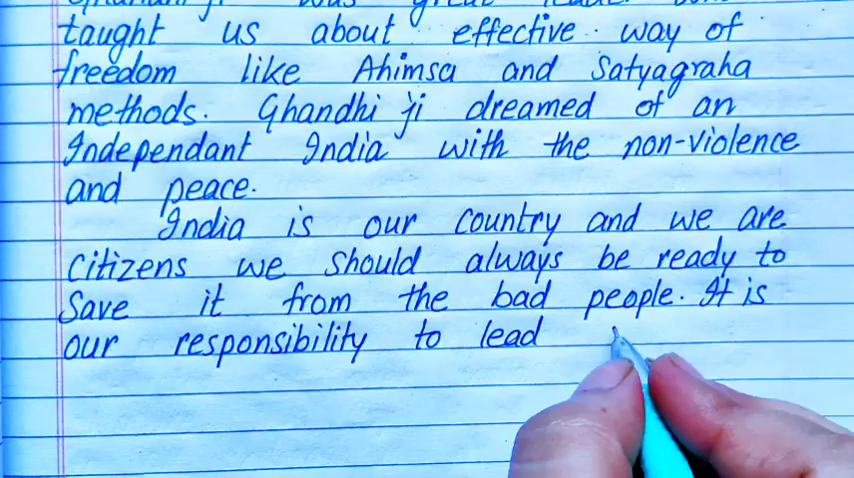 taught us about effective way of
freedom like Ahimsa and Satyagraha
methods. Ghandhi ji dreamed of an
Independant India with the non-violence
and peace.
India is our country and we are
citizens we should always be ready to
save it from the bad people. It is
our responsibility to lead